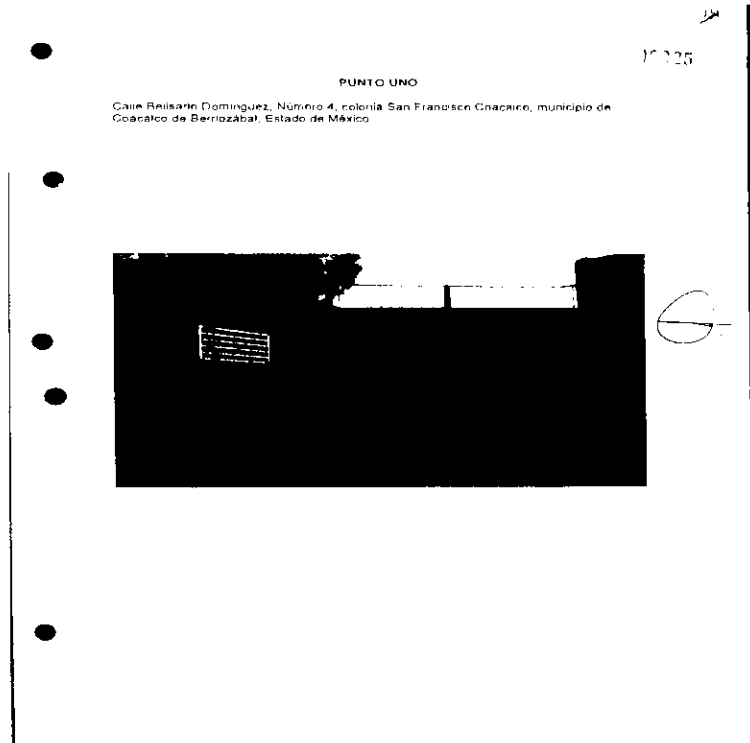 PUNTO UNO
Calle Belisario Domínguez, Número 4, colonia San Francisco Coacalco, municipio de
Coacalco de Berriozábal, Estado de México